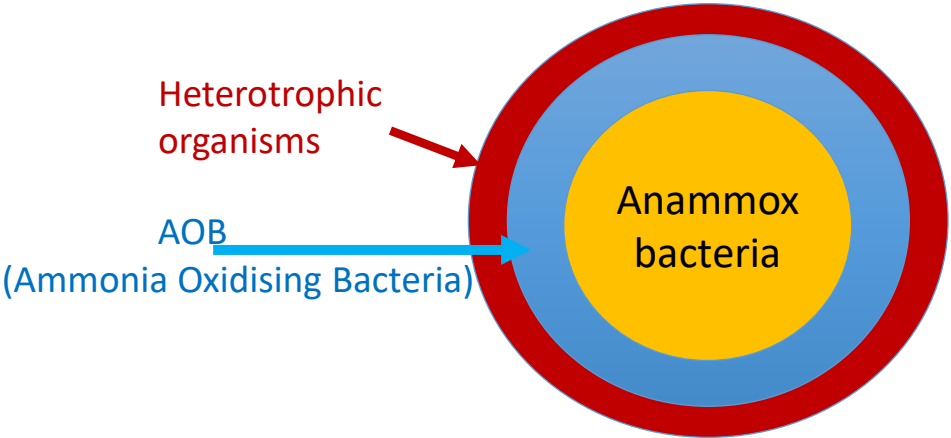 Heterotrophic
organisms
AOB
(Ammonia Oxidising Bacteria)
Anammox
bacteria